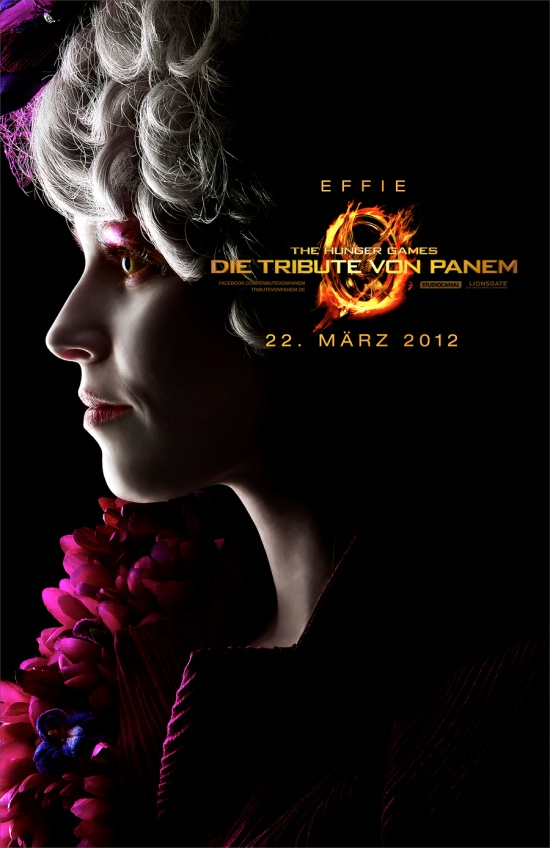 EFFIE
THE HUNGER GAMES
DIE TRIBUTE VON PANEM
FACEBOOK.COM/TRIBUTEVONPANEM
TRIBUTEVONPANEM.DE
STUDIOCANAL
LIONSGATE
22. MÄRZ 2012